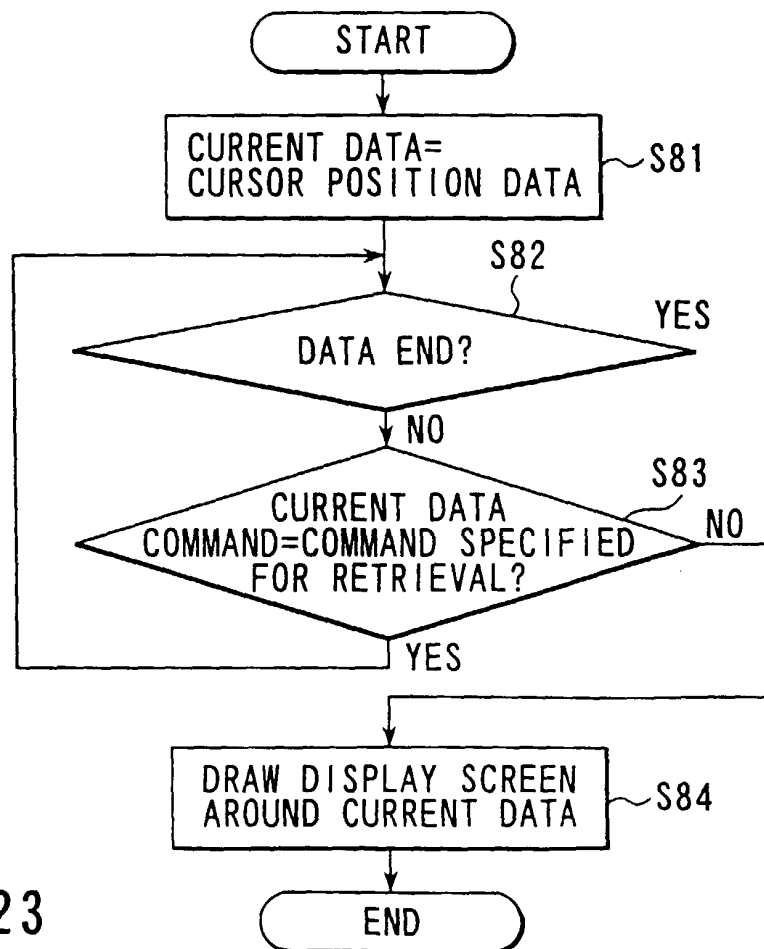 START
CURRENT DATA=
CURSOR POSITION DATA
S81
S82
YES
DATA END?
NO
S83
CURRENT DATA
NO
COMMAND=COMMAND SPECIFIED
FOR RETRIEVAL?
YES
DRAW DISPLAY SCREEN
AROUND CURRENT DATA
S84
23
END